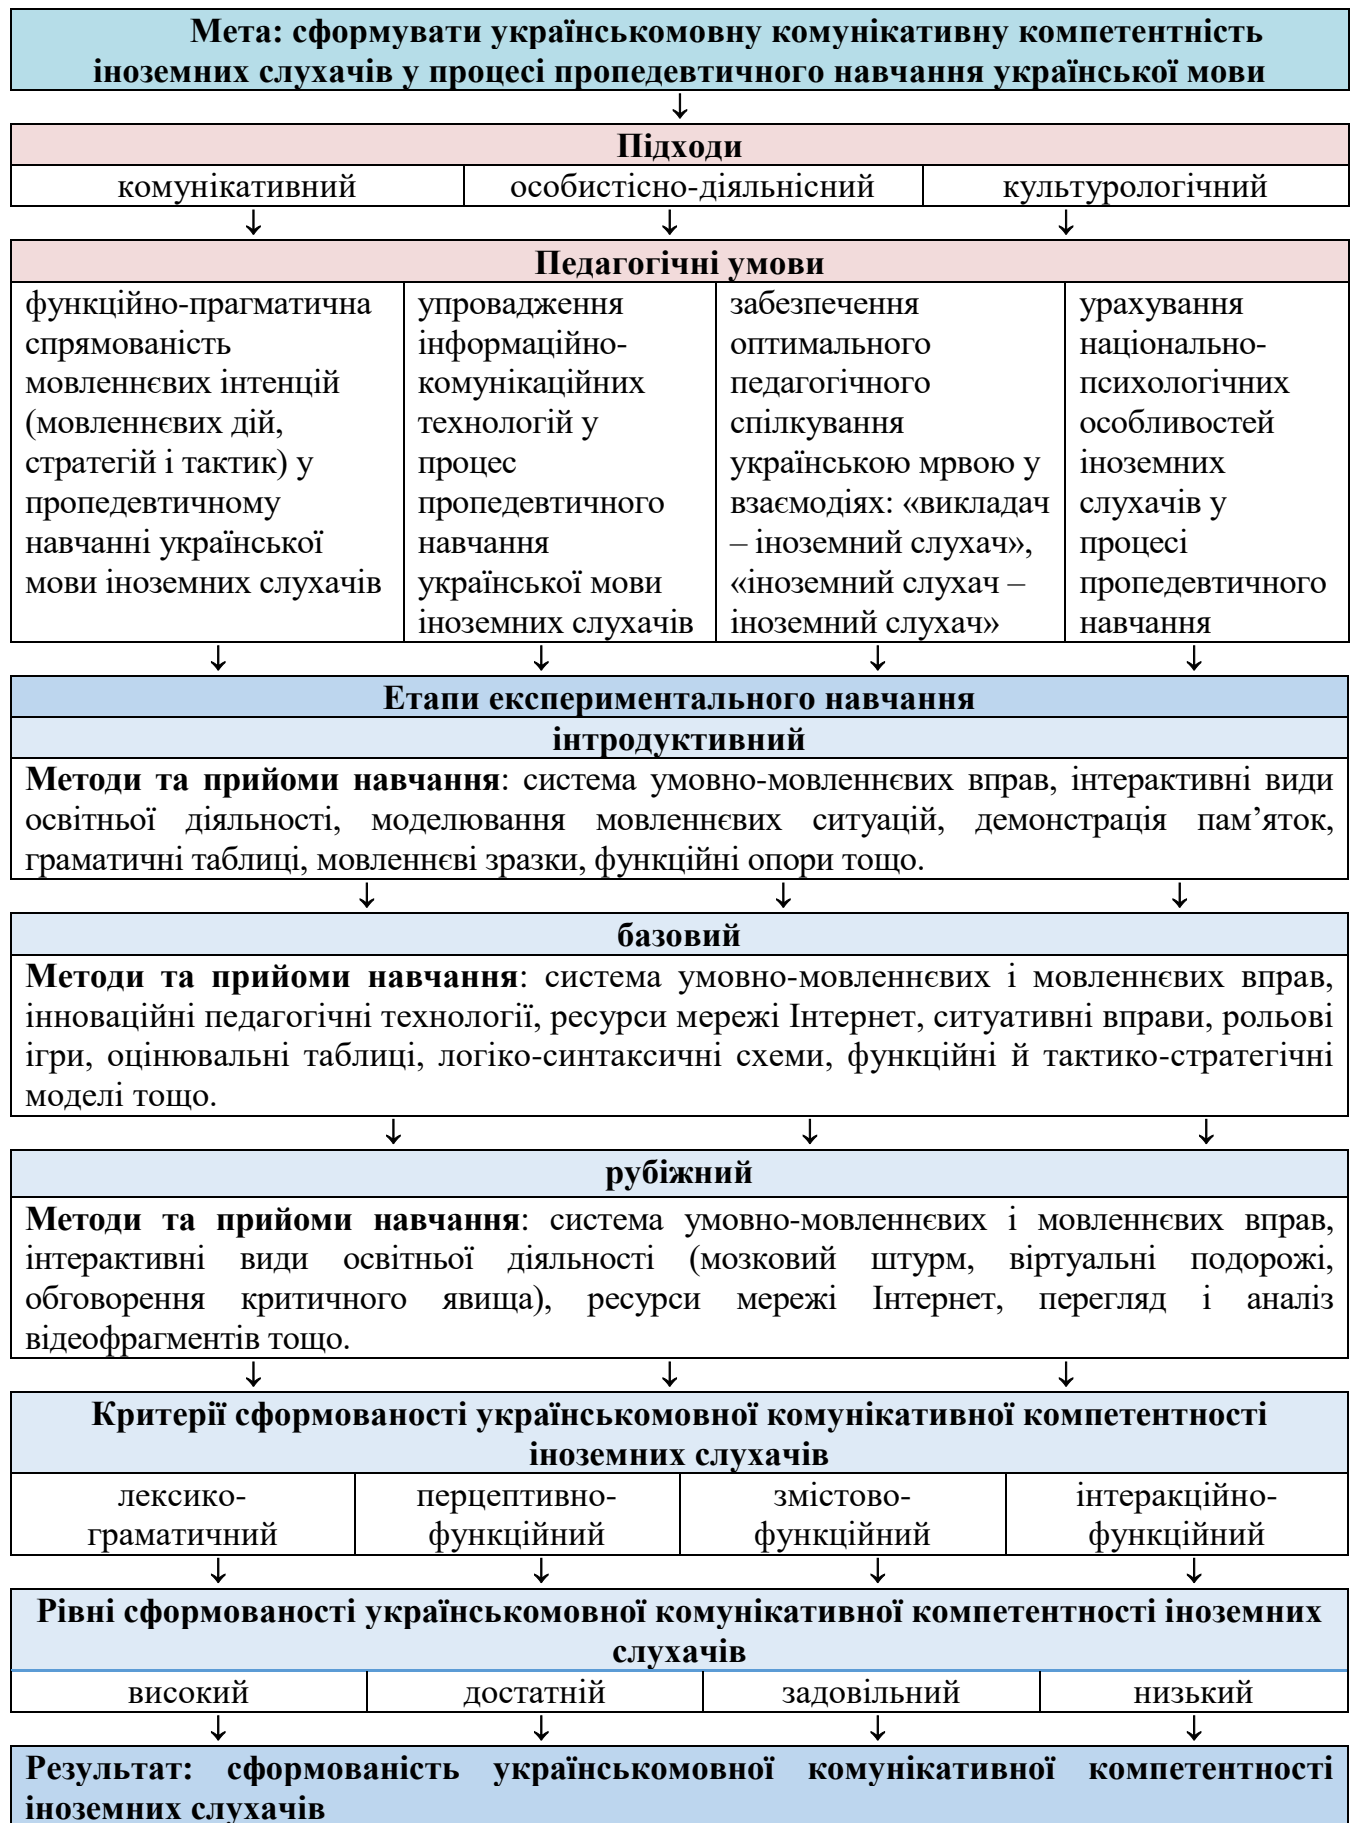 Мета: сформувати українськомовну комунікативну компетентність
іноземних слухачів у процесі пропедевтичного навчання української мови
↓
Підходи
комунікативний
особистісно-діяльнісний
культурологічний
↓ ↓ ↓
Педагогічні умови
функційно-прагматична
спрямованість
мовленнєвих інтенцій
(мовленнєвих дій,
стратегій і тактик) у
пропедевтичному
навчанні української
мови іноземних слухачів
упровадження
інформаційно-
комунікаційних
технологій у
процес
пропедевтичного
навчання
української мови
іноземних слухачів
забезпечення
оптимального
педагогічного
спілкування
українською мрвою у
взаємодіях: «викладач
– іноземний слухач»,
«іноземний слухач –
іноземний слухач»
урахування
національно-
психологічних
особливостей
іноземних
слухачів у
процесі
пропедевтичного
навчання
↓ ↓ ↓ ↓
Етапи експериментального навчання
інтродуктивний
Методи та прийоми навчання: система умовно-мовленнєвих вправ, інтерактивні види
освітньої діяльності, моделювання мовленнєвих ситуацій, демонстрація пам’яток,
граматичні таблиці, мовленнєві зразки, функційні опори тощо.
↓ ↓ ↓
базовий
Методи та прийоми навчання: система умовно-мовленнєвих і мовленнєвих вправ,
інноваційні педагогічні технології, ресурси мережі Інтернет, ситуативні вправи, рольові
ігри, оцінювальні таблиці, логіко-синтаксичні схеми, функційні й тактико-стратегічні
моделі тощо.
↓ ↓ ↓
рубіжний
Методи та прийоми навчання: система умовно-мовленнєвих і мовленнєвих вправ,
інтерактивні види освітньої діяльності (мозковий штурм, віртуальні подорожі,
обговорення критичного явища), ресурси мережі Інтернет, перегляд і аналіз
відеофрагментів тощо.
↓ ↓ ↓
Критерії сформованості українськомовної комунікативної компетентності
іноземних слухачів
лексико-
граматичний
перцептивно-
функційний
змістово-
функційний
інтеракційно-
функційний
↓ ↓ ↓ ↓
Рівні сформованості українськомовної комунікативної компетентності іноземних
слухачів
високий
достатній
задовільний
низький
↓ ↓ ↓ ↓
Результат: сформованість українськомовної комунікативної компетентності
іноземних слухачів